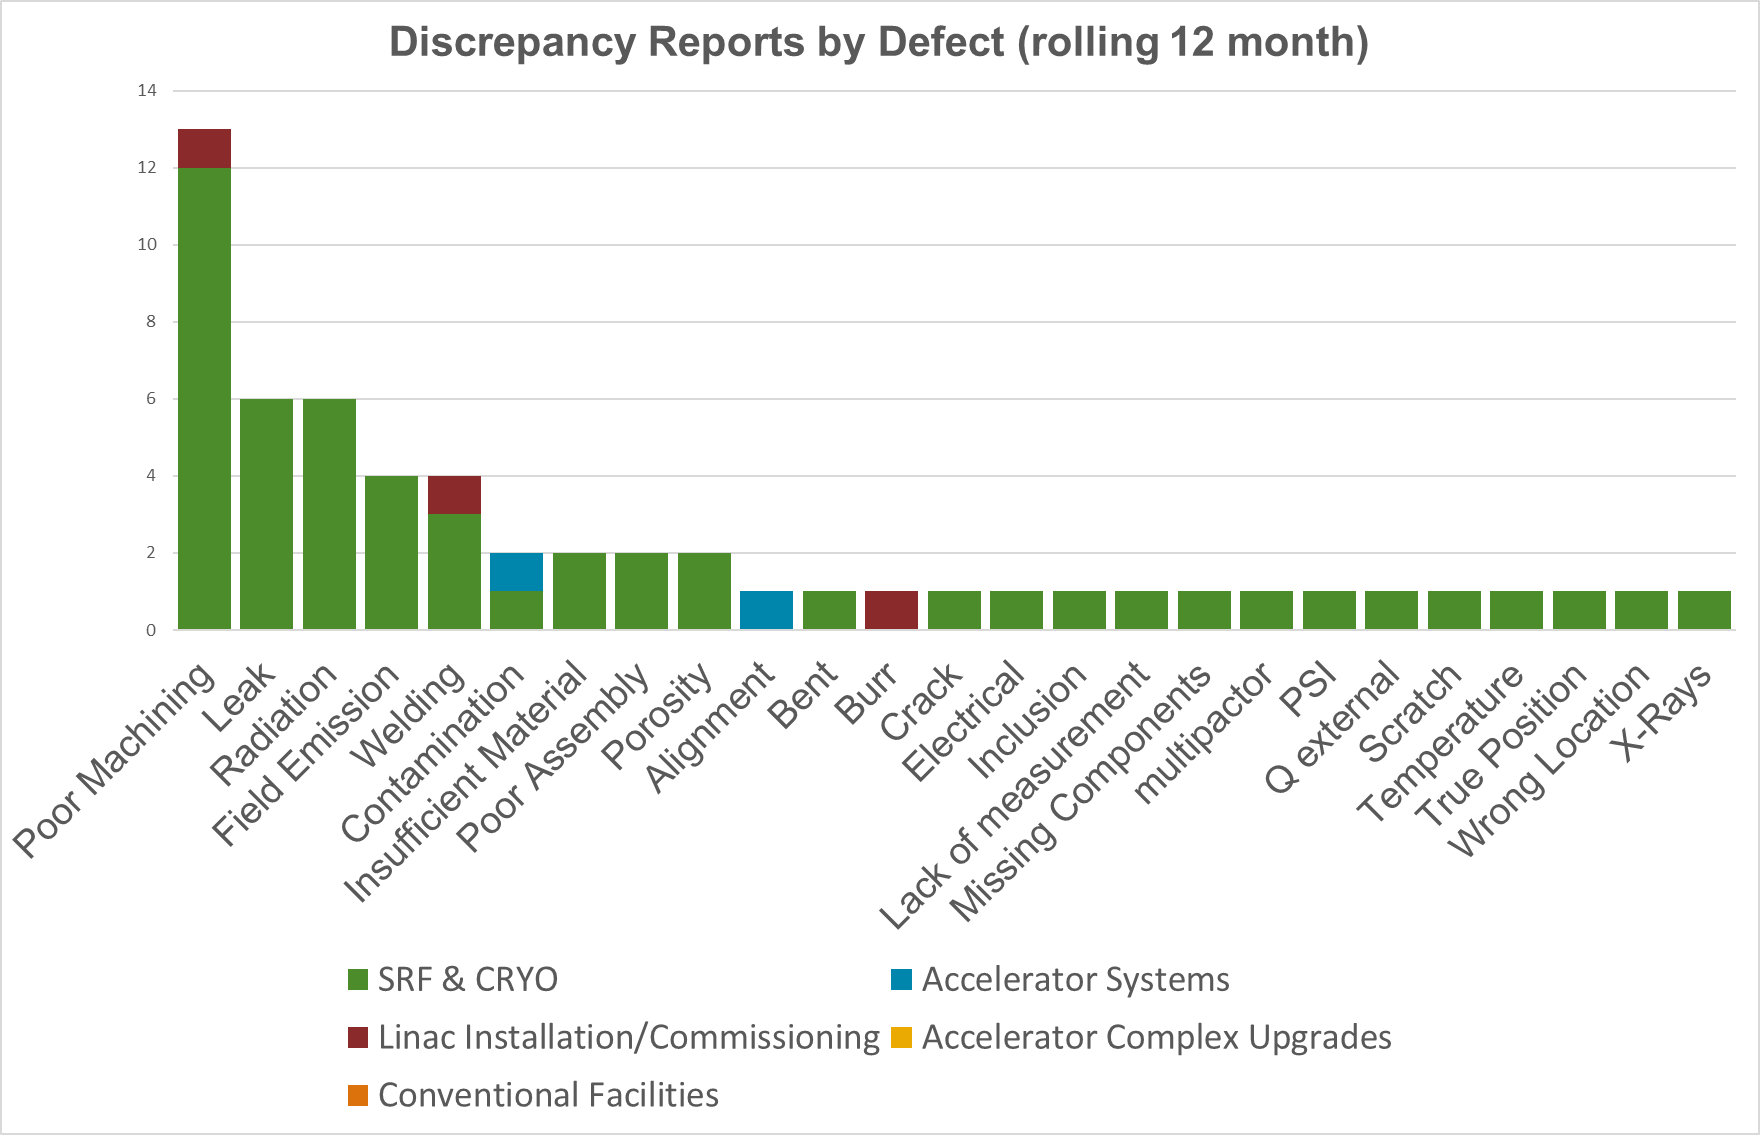 Discrepancy Reports by Defect (rolling 12 month)
14
12
10
8
6
4
2
0
Poor Machining
Leak
Radiation
Field Emission
Welding
Contamination
Insufficient Material
Poor Assembly
Porosity
Alignment
Bent
Burr
Crack
Electrical
Inclusion
Lack of measurement
Missing Components
multipactor
PSI
Q external
Scratch
Temperature
True Position
Wrong Location
X-Rays
SRF & CRYO
Accelerator Systems
Linac Installation/Commissioning
Accelerator Complex Upgrades
Conventional Facilities